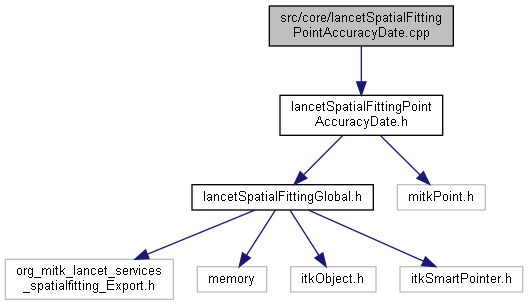 src/core/lancetSpatialFitting
PointAccuracyDate.cpp
lancetSpatialFittingPoint
AccuracyDate.h
lancetSpatialFittingGlobal.h
mitkPoint.h
org_mitk_lancet_services
_spatialfitting_Export.h
memory
itkObject.h
itkSmartPointer.h